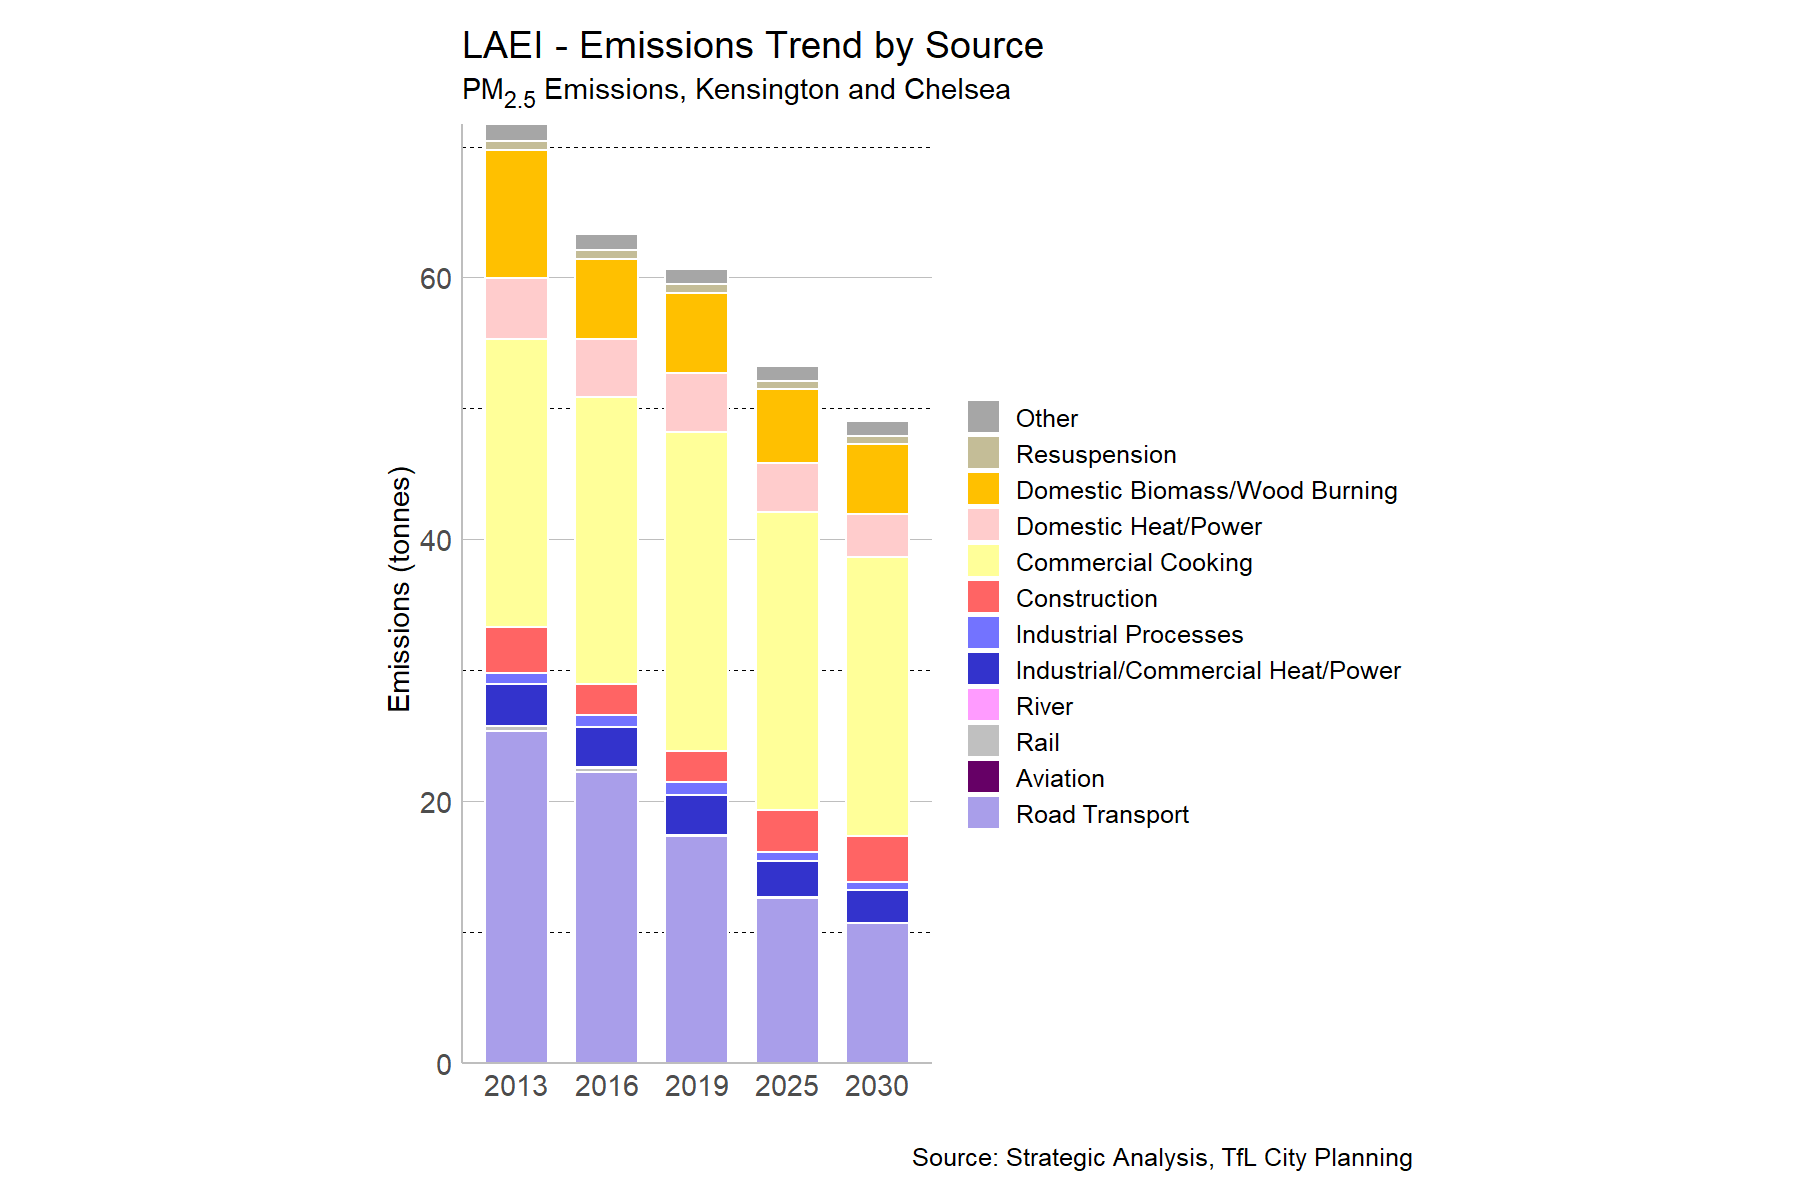 LAEI - Emissions Trend by Source
PM2.5 Emissions, Kensington and Chelsea
Emissions (tonnes)
60
40
20
0
2013 2016 2019 2025 2030
Other
Resuspension
Domestic Biomass/Wood Burning
Domestic Heat/Power
Commercial Cooking
Construction
Industrial Processes
Industrial/Commercial Heat/Power
River
Rail
Aviation
Road Transport
Source: Strategic Analysis, TfL City Planning